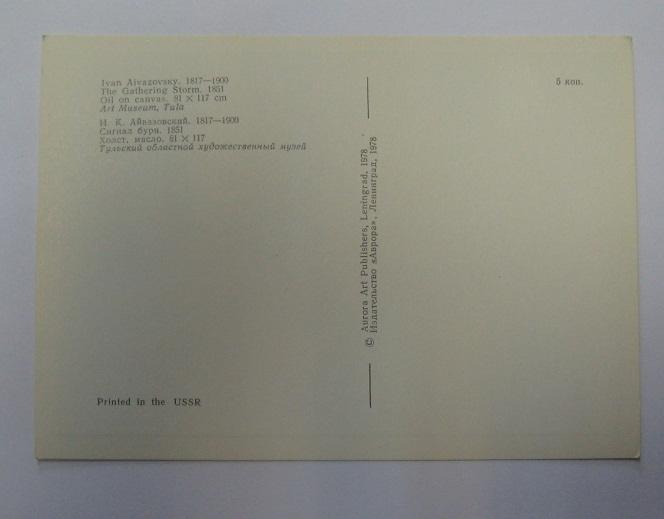 Ivan Aivazovsky. 1817—1900
The Gathering Storm. 1851
Oil on canvas. 81 × 117 cm
Art Museum, Tula
И. К. Айвазовский. 1817—1900
Сигнал бури. 1851
Холст, масло. 81 × 117
Тульский областной художественный музей
Printed in the USSR
© Aurora Art Publishers, Leningrad, 1978
Издательство «Аврора», Ленинград, 1978
5 коп.